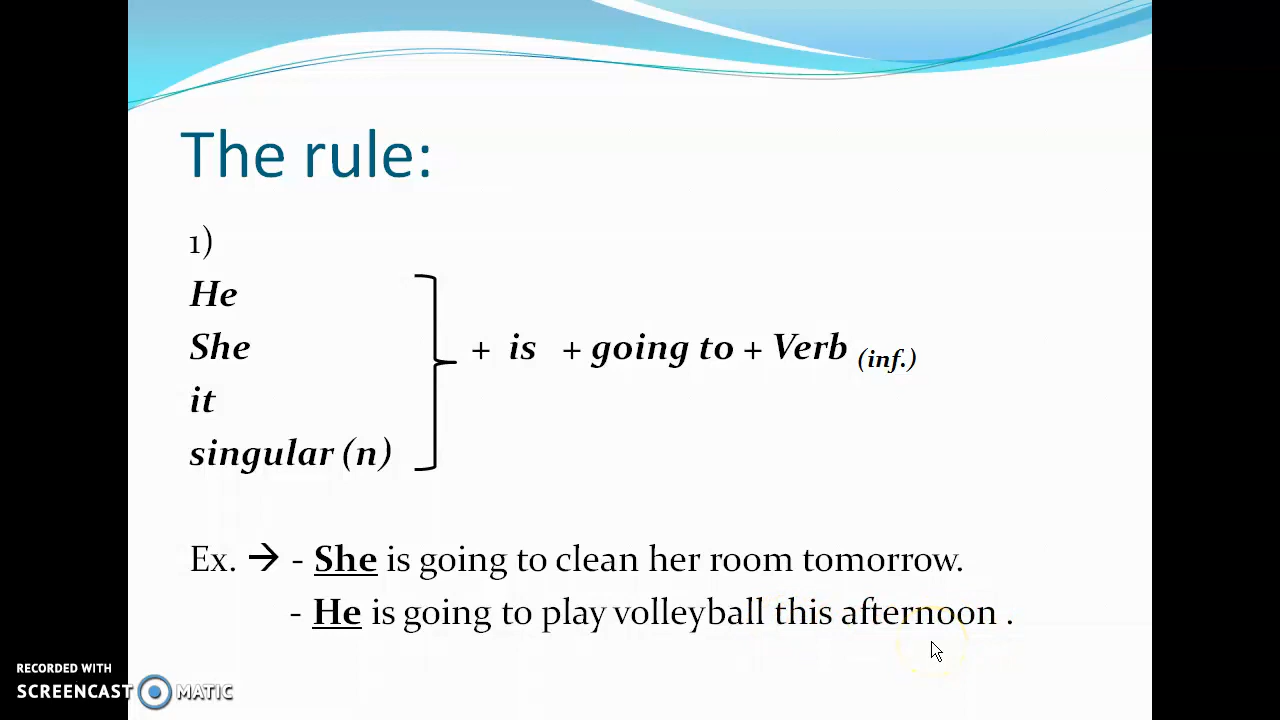 The rule:
1)
He
She
it
singular (n)
+ is + going to + Verb (inf.)
Ex. → - She is going to clean her room tomorrow.
- He is going to play volleyball this afternoon .
RECORDED WITH
SCREENCAST MATIC